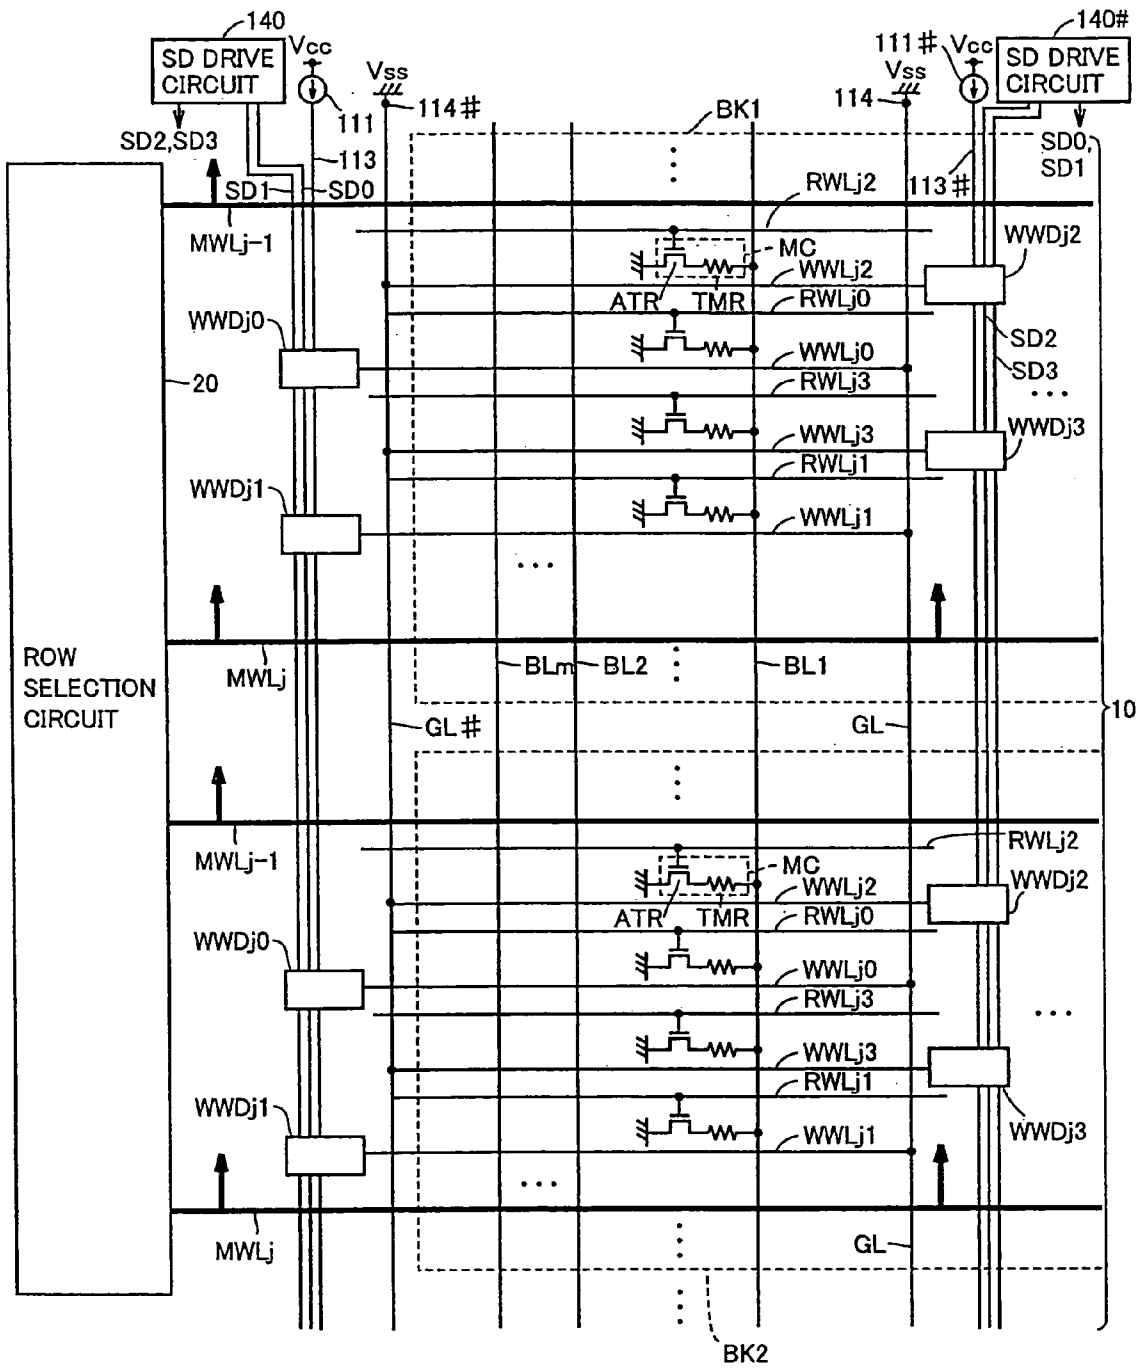 140
SD DRIVE
CIRCUIT
Vcc
111
Vss
114#
113
SD2,SD3
SD1
SD0
BK1
111#
Vcc
Vss
114
140#
SD DRIVE
CIRCUIT
SD0,
SD1
113#
RWLj2
MWLj-1
MC
WWLj2
ATR
TMR
RWLj0
WWDj2
WWDj0
SD2
WWLj0
SD3
20
RWLj3
WWLj3
WWDj3
RWLj1
WWDj1
WWLj1
ROW
SELECTION
CIRCUIT
MWLj
BLm
BL2
BL1
GL#
GL
10
MWLj-1
RWLj2
MC
WWLj2
WWDj2
ATR
TMR
RWLj0
WWDj0
WWLj0
RWLj3
WWLj3
RWLj1
WWDj1
WWLj1
WWDj3
MWLj
GL
BK2